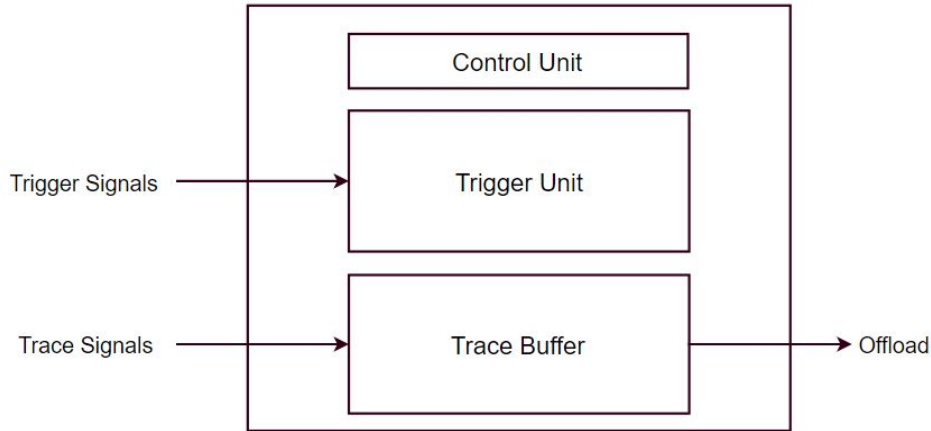 Control Unit
Trigger Signals
Trigger Unit
Trace Signals
Trace Buffer
Offload